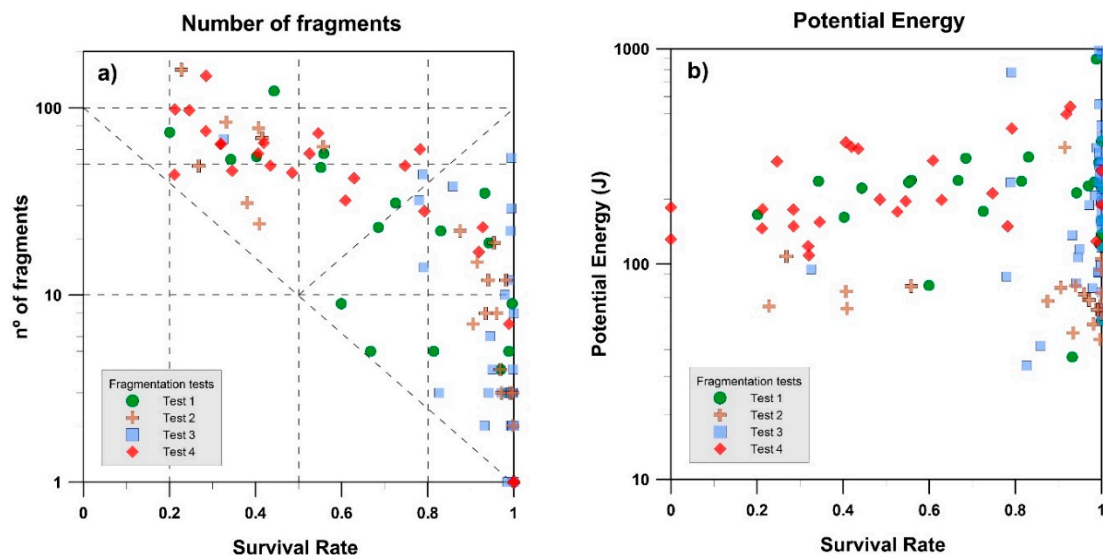 Number of fragments
a)
nº of fragments
100
10
1
0
0.2
0.4
0.6
0.8
1
Survival Rate
Fragmentation tests
Test 1
Test 2
Test 3
Test 4
Potential Energy
b)
Potential Energy (J)
1000
100
10
0
0.2
0.4
0.6
0.8
1
Survival Rate
Fragmentation tests
Test 1
Test 2
Test 3
Test 4